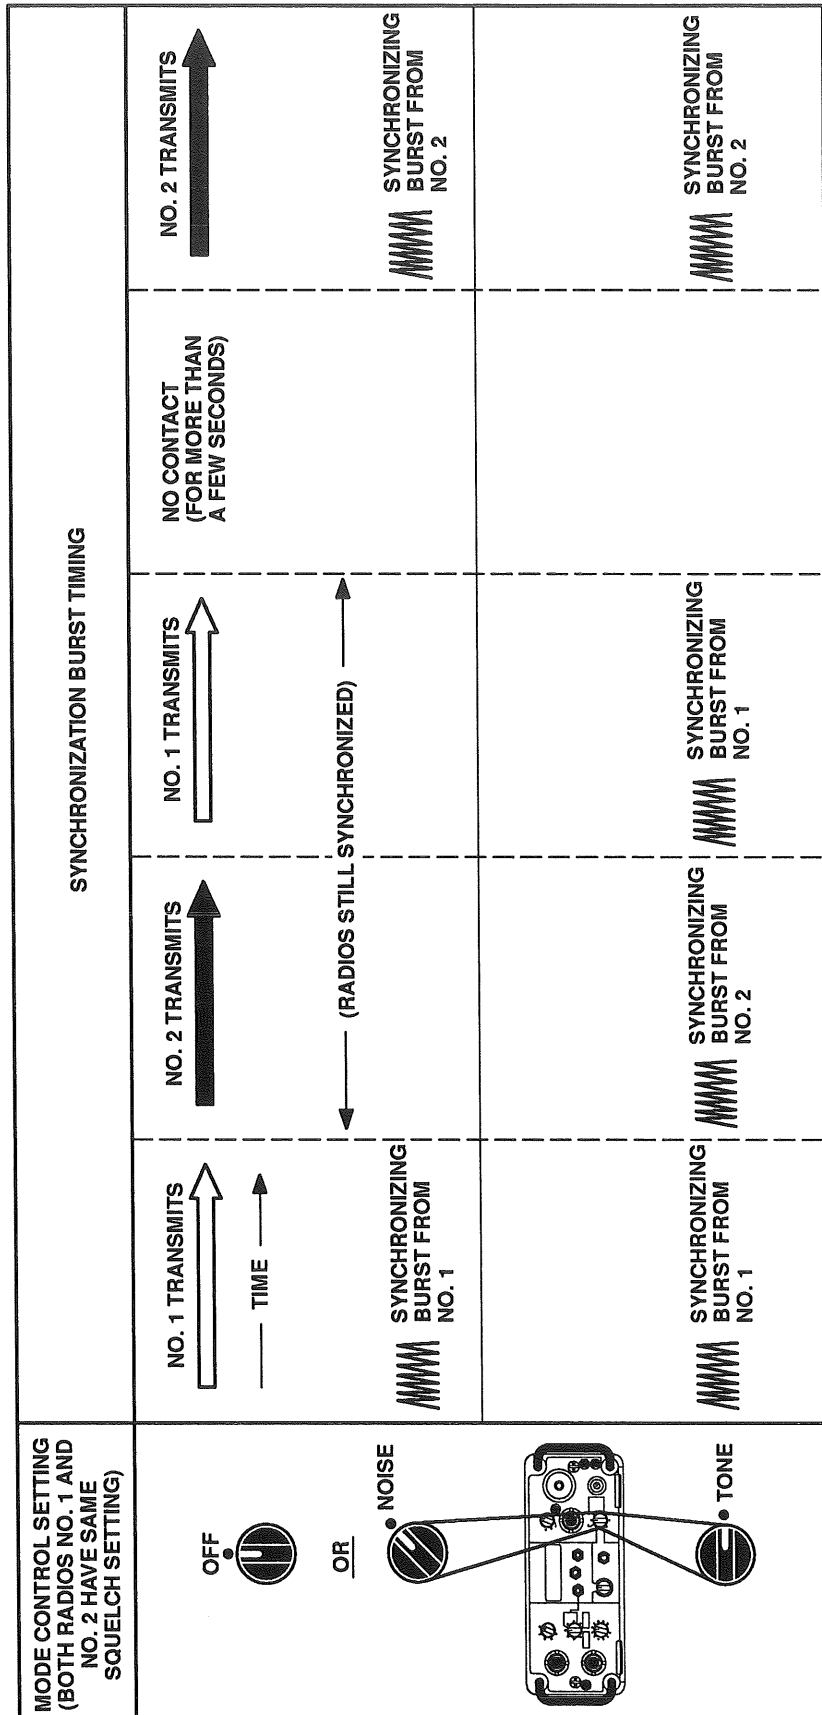 MODE CONTROL SETTING
(BOTH RADIOS NO. 1 AND
NO. 2 HAVE SAME
SQUELCH SETTING)
SYNCHRONIZATION BURST TIMING
NO. 1 TRANSMITS
TIME
NO. 2 TRANSMITS
NO. 1 TRANSMITS
(RADIOS STILL SYNCHRONIZED)
NO CONTACT
(FOR MORE THAN
A FEW SECONDS)
NO. 2 TRANSMITS
OFF
OR
NOISE
SYNCHRONIZING
BURST FROM
NO. 1
SYNCHRONIZING
BURST FROM
NO. 2
TONE
SYNCHRONIZING
BURST FROM
NO. 1
SYNCHRONIZING
BURST FROM
NO. 2
SYNCHRONIZING
BURST FROM
NO. 1
SYNCHRONIZING
BURST FROM
NO. 2